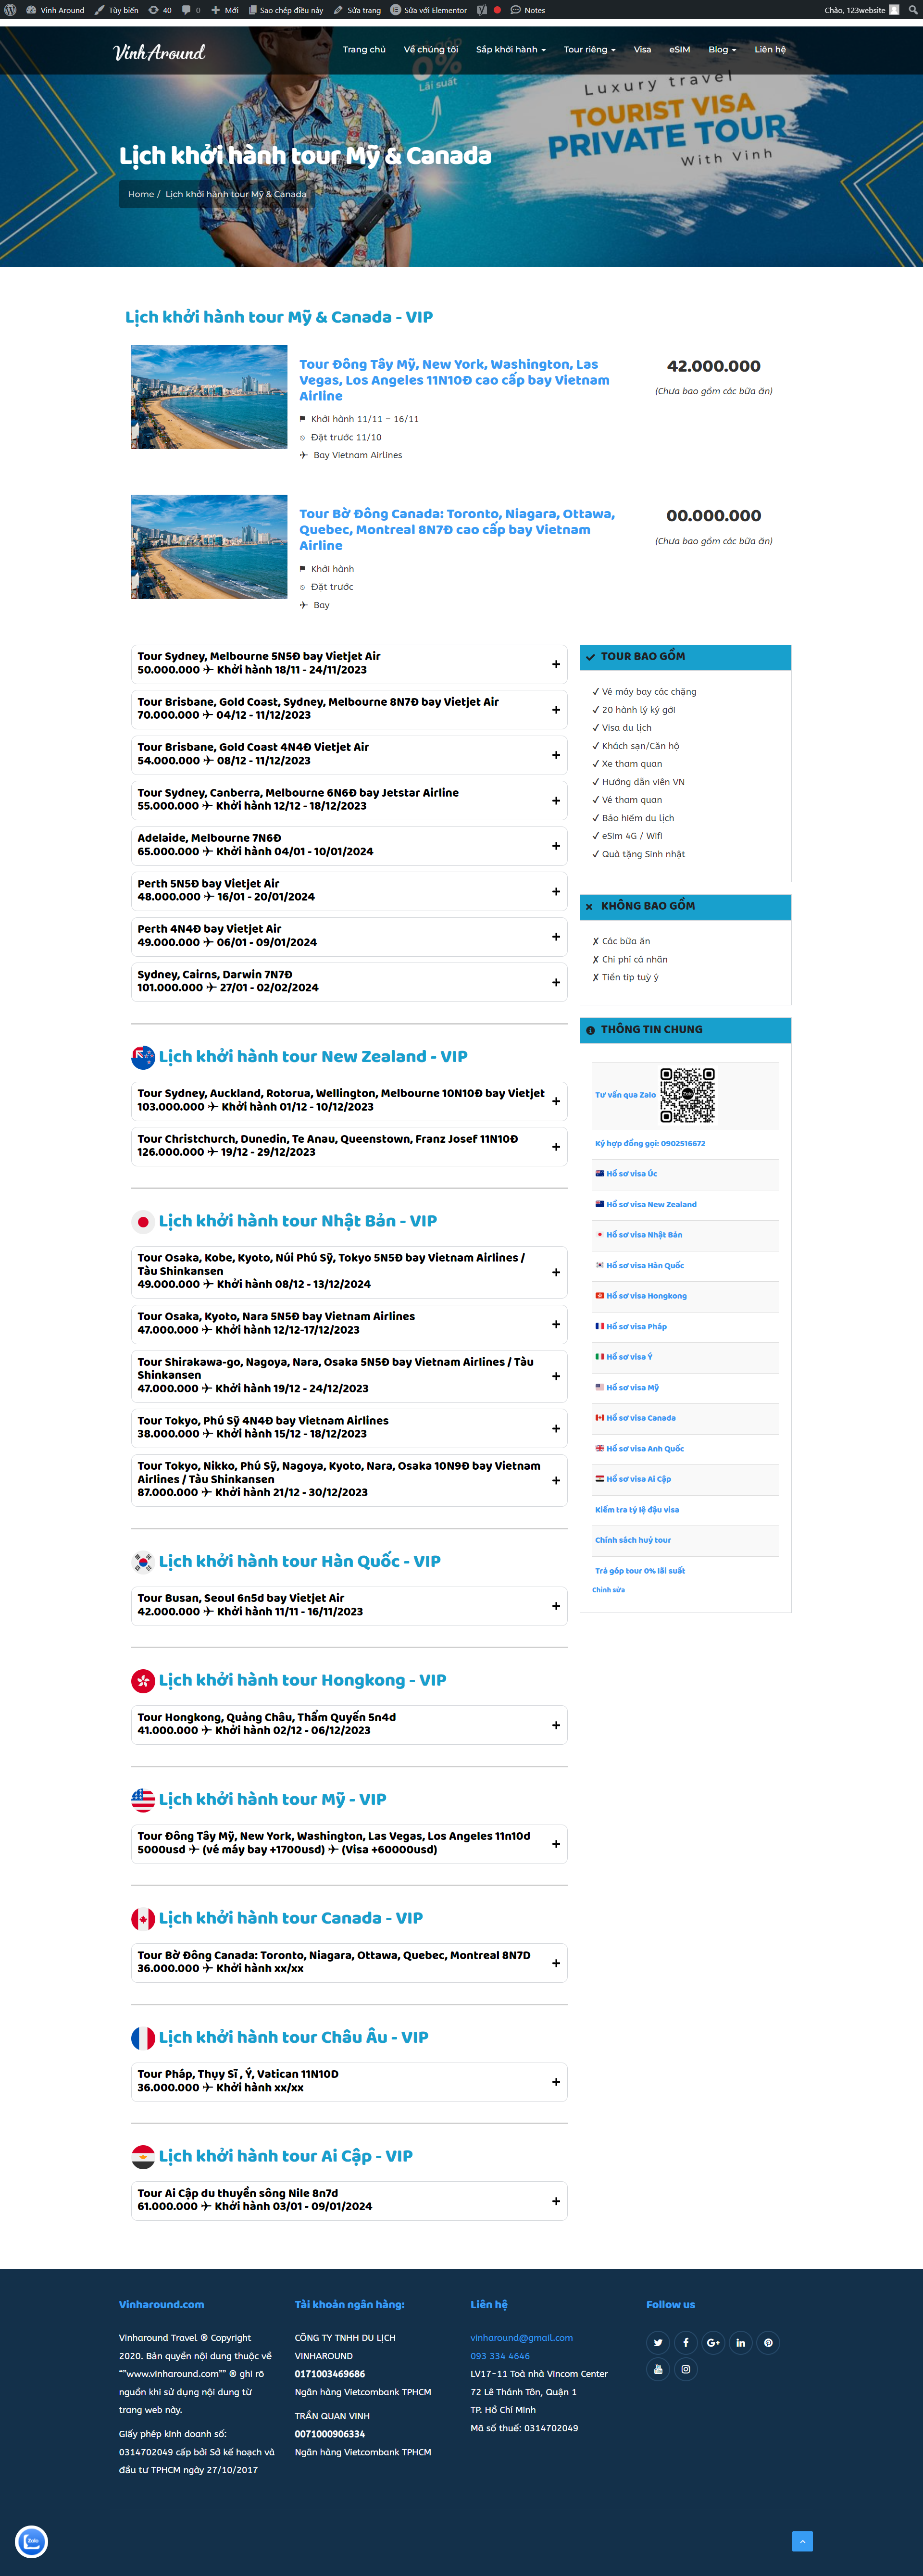 Vinh Around
Tùy biến
40
0
Mới
Sao chép điều này
Sửa trang
Sửa với Elementor
Notes
Chào, 123website
Vinh Around
Trang chủ
Về chúng tôi
Sắp khởi hành
Tour riêng
Visa
eSIM
Blog
Liên hệ
0%
Lãi suất
Luxury travel
TOURIST VISA
PRIVATE TOUR
With Vinh
Lịch khởi hành tour Mỹ & Canada
Home / Lịch khởi hành tour Mỹ & Canada
Lịch khởi hành tour Mỹ & Canada - VIP
Tour Đông Tây Mỹ, New York, Washington, Las
Vegas, Los Angeles 11N10Đ cao cấp bay Vietnam
Airline
Khởi hành 11/11 – 16/11
Đặt trước 11/10
Bay Vietnam Airlines
42.000.000
(Chưa bao gồm các bữa ăn)
Tour Bờ Đông Canada: Toronto, Niagara, Ottawa,
Quebec, Montreal 8N7Đ cao cấp bay Vietnam
Airline
Khởi hành
Đặt trước
Bay
00.000.000
(Chưa bao gồm các bữa ăn)
Tour Sydney, Melbourne 5N5Đ bay Vietjet Air
50.000.000 ✈ Khởi hành 18/11 - 24/11/2023
Tour Brisbane, Gold Coast, Sydney, Melbourne 8N7Đ bay Vietjet Air
70.000.000 ✈ 04/12 - 11/12/2023
Tour Brisbane, Gold Coast 4N4Đ Vietjet Air
54.000.000 ✈ 08/12 - 11/12/2023
Tour Sydney, Canberra, Melbourne 6N6Đ bay Jetstar Airline
55.000.000 ✈ Khởi hành 12/12 - 18/12/2023
Adelaide, Melbourne 7N6Đ
65.000.000 ✈ Khởi hành 04/01 - 10/01/2024
Perth 5N5Đ bay Vietjet Air
48.000.000 ✈ 16/01 - 20/01/2024
Perth 4N4Đ bay Vietjet Air
49.000.000 ✈ 06/01 - 09/01/2024
Sydney, Cairns, Darwin 7N7Đ
101.000.000 ✈ 27/01 - 02/02/2024
Lịch khởi hành tour New Zealand - VIP
Tour Sydney, Auckland, Rotorua, Wellington, Melbourne 10N10Đ bay Vietjet
103.000.000 ✈ Khởi hành 01/12 - 10/12/2023
Tour Christchurch, Dunedin, Te Anau, Queenstown, Franz Josef 11N10Đ
126.000.000 ✈ 19/12 - 29/12/2023
Lịch khởi hành tour Nhật Bản - VIP
Tour Osaka, Kobe, Kyoto, Núi Phú Sỹ, Tokyo 5N5Đ bay Vietnam Airlines /
Tàu Shinkansen
49.000.000 ✈ Khởi hành 08/12 - 13/12/2024
Tour Osaka, Kyoto, Nara 5N5Đ bay Vietnam Airlines
47.000.000 ✈ Khởi hành 12/12-17/12/2023
Tour Shirakawa-go, Nagoya, Nara, Osaka 5N5Đ bay Vietnam Airlines / Tàu
Shinkansen
47.000.000 ✈ Khởi hành 19/12 - 24/12/2023
Tour Tokyo, Phú Sỹ 4N4Đ bay Vietnam Airlines
38.000.000 ✈ Khởi hành 15/12 - 18/12/2023
Tour Tokyo, Nikko, Phú Sỹ, Nagoya, Kyoto, Nara, Osaka 10N9Đ bay Vietnam
Airlines / Tàu Shinkansen
87.000.000 ✈ Khởi hành 21/12 - 30/12/2023
Lịch khởi hành tour Hàn Quốc - VIP
Tour Busan, Seoul 6n5d bay Vietjet Air
42.000.000 ✈ Khởi hành 11/11 - 16/11/2023
Lịch khởi hành tour Hongkong - VIP
Tour Hongkong, Quảng Châu, Thẩm Quyến 5n4d
41.000.000 ✈ Khởi hành 02/12 - 06/12/2023
Lịch khởi hành tour Mỹ - VIP
Tour Đông Tây Mỹ, New York, Washington, Las Vegas, Los Angeles 11n10d
5000usd ✈ (vé máy bay +1700usd) ✈ (Visa +60000usd)
Lịch khởi hành tour Canada - VIP
Tour Bờ Đông Canada: Toronto, Niagara, Ottawa, Quebec, Montreal 8N7D
36.000.000 ✈ Khởi hành xx/xx
Lịch khởi hành tour Châu Âu - VIP
Tour Pháp, Thụy Sĩ , Ý, Vatican 11N10D
36.000.000 ✈ Khởi hành xx/xx
Lịch khởi hành tour Ai Cập - VIP
Tour Ai Cập du thuyền sông Nile 8n7d
61.000.000 ✈ Khởi hành 03/01 - 09/01/2024
TOUR BAO GỒM
✓ Vé máy bay các chặng
✓ 20 hành lý ký gởi
✓ Visa du lịch
✓ Khách sạn/Căn hộ
✓ Xe tham quan
✓ Hướng dẫn viên VN
✓ Vé tham quan
✓ Bảo hiểm du lịch
✓ eSim 4G / Wifi
✓ Quà tặng Sinh nhật
KHÔNG BAO GỒM
✗ Các bữa ăn
✗ Chi phí cá nhân
✗ Tiền tip tuỳ ý
THÔNG TIN CHUNG
Tư vấn qua Zalo
Ký hợp đồng gọi: 0902516672
Hồ sơ visa Úc
Hồ sơ visa New Zealand
Hồ sơ visa Nhật Bản
Hồ sơ visa Hàn Quốc
Hồ sơ visa Hongkong
Hồ sơ visa Pháp
Hồ sơ visa Ý
Hồ sơ visa Mỹ
Hồ sơ visa Canada
Hồ sơ visa Anh Quốc
Hồ sơ visa Ai Cập
Kiểm tra tỷ lệ đậu visa
Chính sách huỷ tour
Trả góp tour 0% lãi suất
Chỉnh sửa
Vinharound.com
Vinharound Travel ® Copyright
2020. Bản quyền nội dung thuộc về
“”www.vinharound.com”” ® ghi rõ
nguồn khi sử dụng nội dung từ
trang web này.
Giấy phép kinh doanh số:
0314702049 cấp bởi Sở kế hoạch và
đầu tư TPHCM ngày 27/10/2017
Tài khoản ngân hàng:
CÔNG TY TNHH DU LỊCH
VINHAROUND
0171003469686
Ngân hàng Vietcombank TPHCM
TRẦN QUAN VINH
0071000906334
Ngân hàng Vietcombank TPHCM
Liên hệ
vinharound@gmail.com
093 334 4646
LV17-11 Toà nhà Vincom Center
72 Lê Thánh Tôn, Quận 1
TP. Hồ Chí Minh
Mã số thuế: 0314702049
Follow us
Zalo